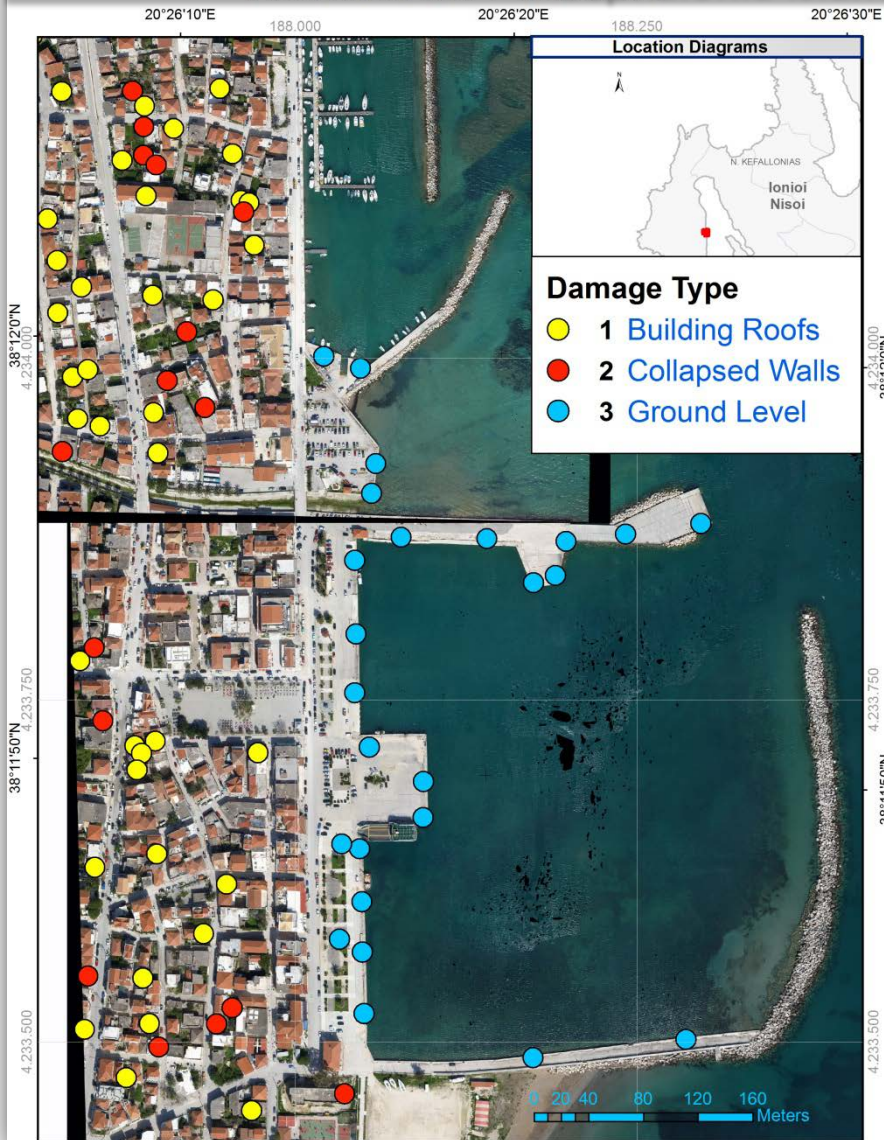 20°26'10"E
188.000
20°26'20"E
188.250
20°26'30"E
Location Diagrams
N
N. KEFALLONIAS
Ionioi
Nisoi
Damage Type
1 Building Roofs
2 Collapsed Walls
3 Ground Level
38°12'0"N
4.234.000
4.234.000
4.233.750
4.233.750
38°11'50"N
4.233.500
4.233.500
0 20 40 80 120 160
Meters